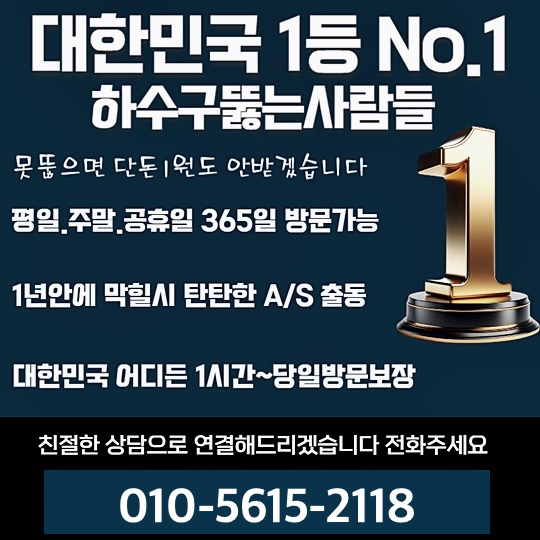 대한민국 1등 No.1
하수구뚫는사람들
못뚫으면 단돈1원도 안받겠습니다
평일.주말.공휴일 365일 방문가능
1년안에 막힐시 탄탄한 A/S 출동
대한민국 어디든 1시간~당일방문보장
친절한 상담으로 연결해드리겠습니다 전화주세요
010-5615-2118